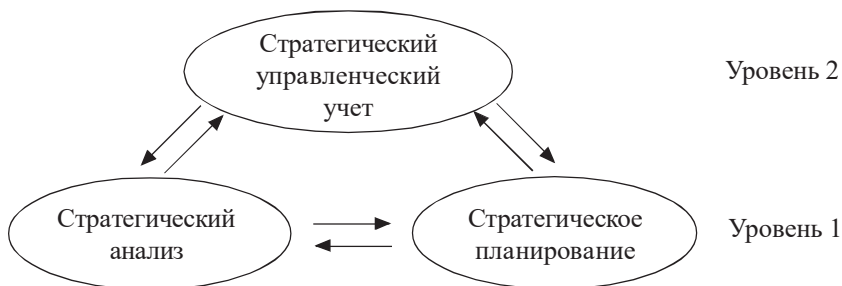 Стратегический
управленческий
учет
Уровень 2
Стратегический
анализ
Стратегическое
планирование
Уровень 1